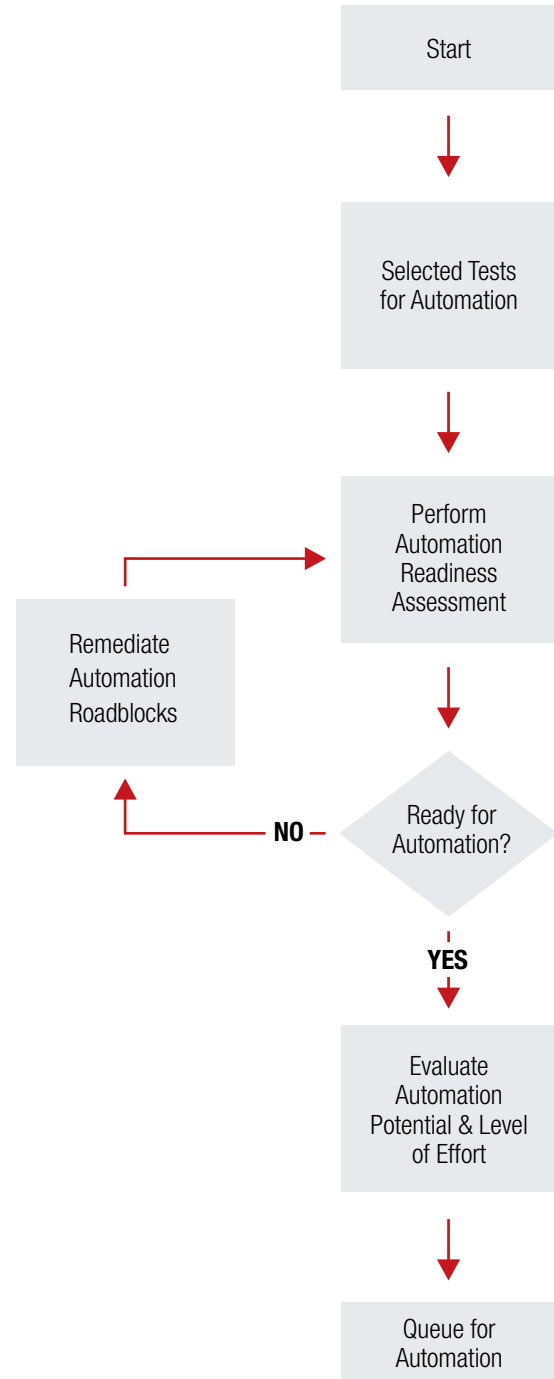 Start
Selected Tests
for Automation
Perform
Automation
Readiness
Assessment
Remediate
Automation
Roadblocks
Ready for
Automation?
NO
YES
Evaluate
Automation
Potential & Level
of Effort
Queue for
Automation